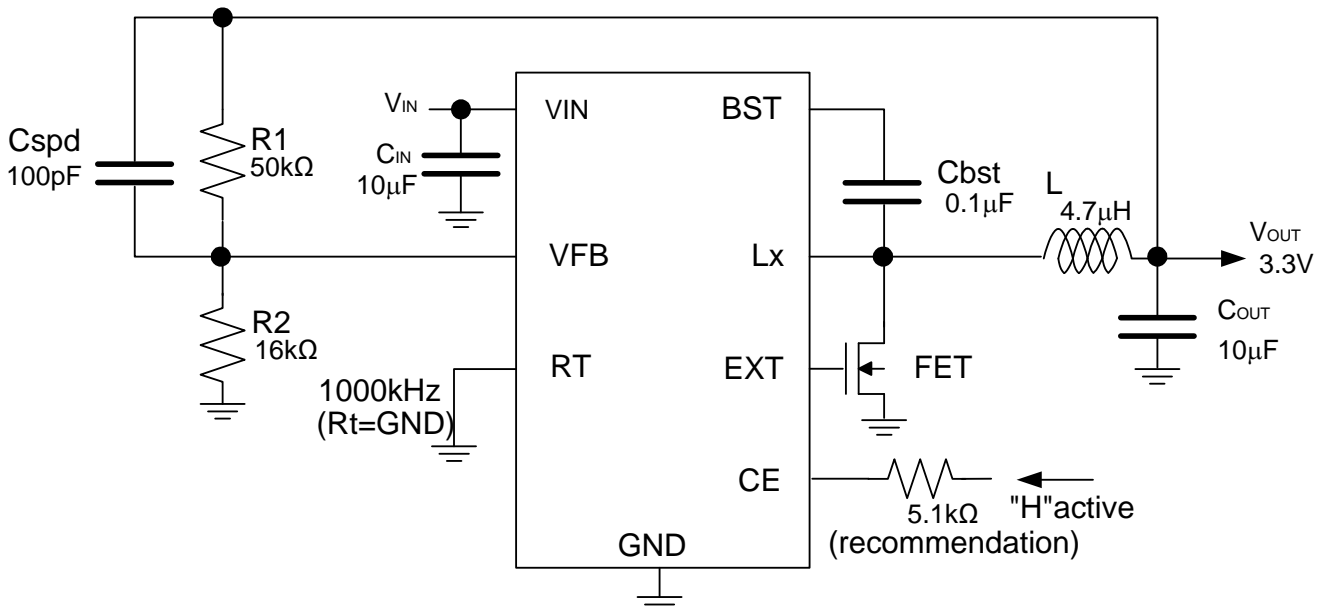 Cspd
100pF
R1
50kΩ
R2
16kΩ
VIN
CIN
10μF
1000kHz
(Rt=GND)
VIN
VFB
RT
GND
BST
Lx
EXT
CE
Cbst
0.1μF
L
4.7μH
FET
5.1kΩ
(recommendation)
"H"active
VOUT
3.3V
COUT
10μF